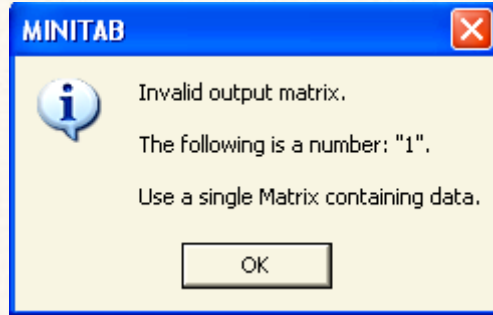 MINITAB
Invalid output matrix.
The following is a number: "1".
Use a single Matrix containing data.
OK